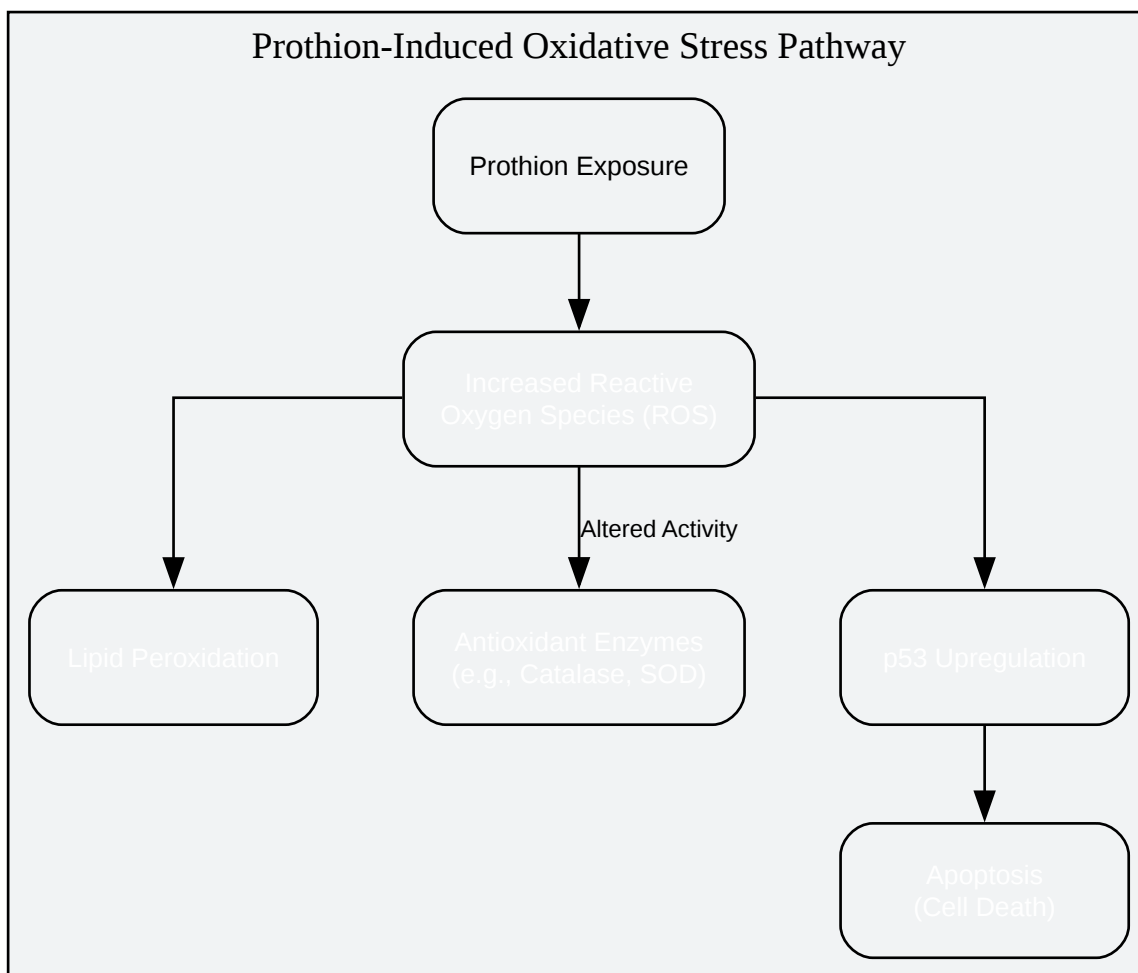 Prothion-Induced Oxidative Stress Pathway
Prothion Exposure
Increased Reactive
Oxygen Species (ROS)
Altered Activity
Lipid Peroxidation
Antioxidant Enzymes
(e.g., Catalase, SOD)
p53 Upregulation
Apoptosis
(Cell Death)